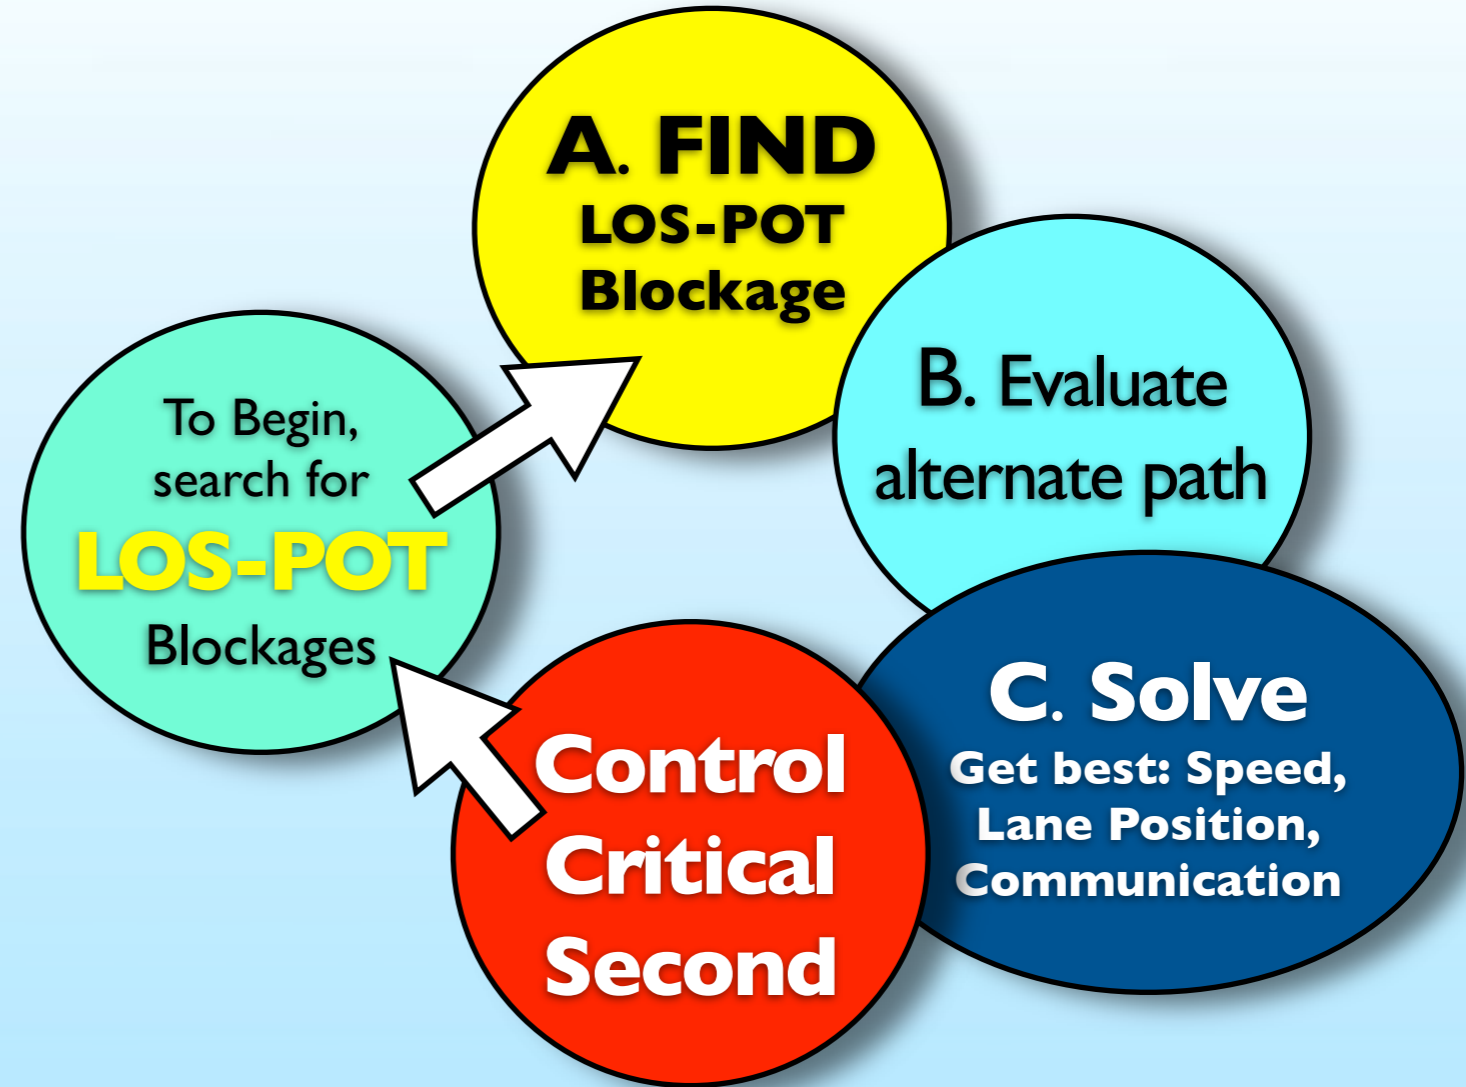 To Begin,
search for
LOS-POT
Blockages
A. FIND
LOS-POT
Blockage
B. Evaluate
alternate path
C. Solve
Get best: Speed,
Lane Position,
Communication
Control
Critical
Second